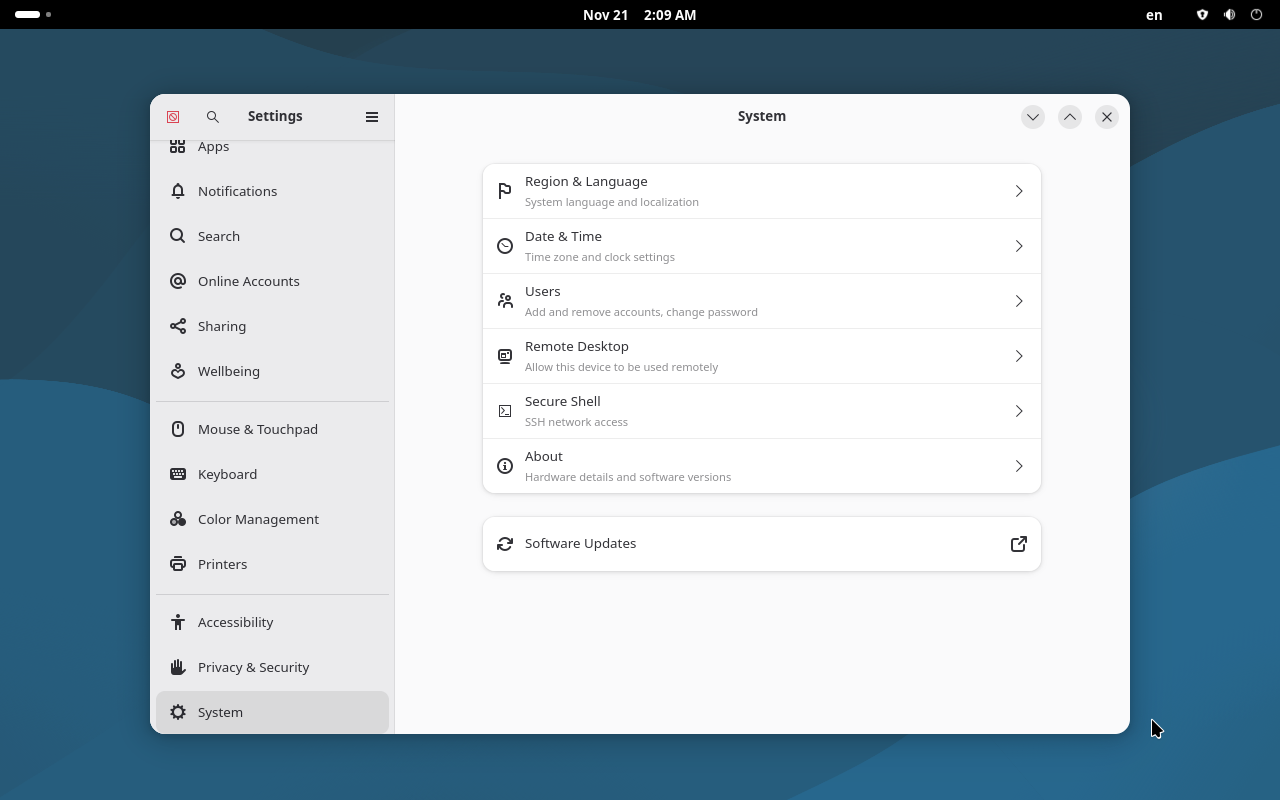 Nov 21 2:09 AM
en
Settings
System
Apps
Notifications
Search
Online Accounts
Sharing
Wellbeing
Mouse & Touchpad
Keyboard
Color Management
Printers
Accessibility
Privacy & Security
System
Region & Language
System language and localization
Date & Time
Time zone and clock settings
Users
Add and remove accounts, change password
Remote Desktop
Allow this device to be used remotely
Secure Shell
SSH network access
About
Hardware details and software versions
Software Updates